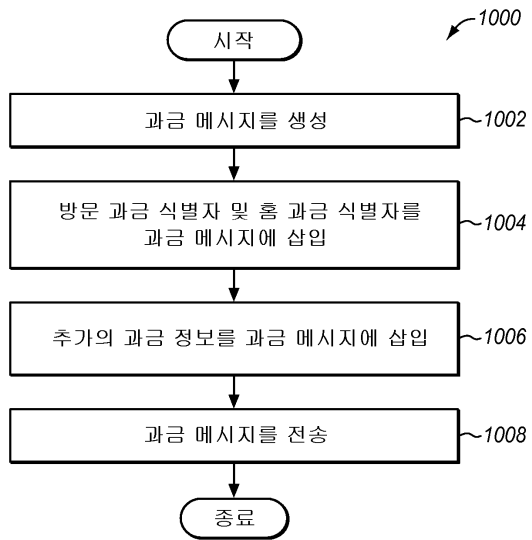 1000
시작
과금 메시지를 생성
1002
방문 과금 식별자 및 홈 과금 식별자를
과금 메시지에 삽입
1004
추가의 과금 정보를 과금 메시지에 삽입
1006
과금 메시지를 전송
1008
종료